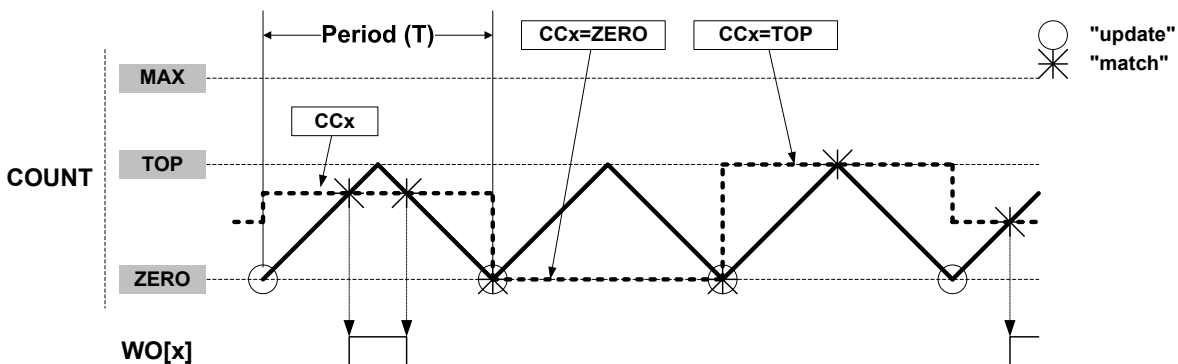 Period (T)
CCx=ZERO
CCx=TOP
"update"
"match"
MAX
CCx
TOP
COUNT
ZERO
WO[x]